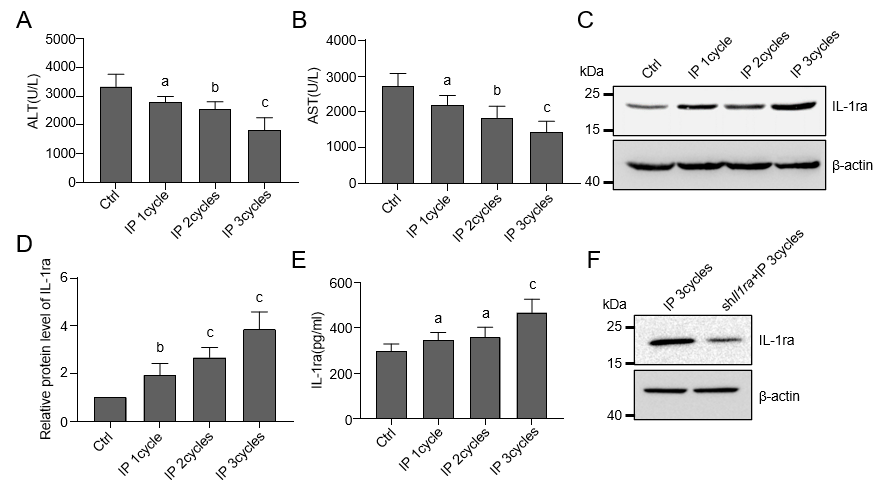 A
ALT(U/L)
5000
4000
3000
2000
1000
0
a
b
c
Ctrl
IP 1cycle
IP 2cycles
IP 3cycles
B
AST(U/L)
4000
3000
2000
1000
0
a
b
c
Ctrl
IP 1cycle
IP 2cycles
IP 3cycles
C
Ctrl
IP 1cycle
IP 2cycles
IP 3cycles
kDa
25
15
40
IL-1ra
β-actin
D
Relative protein level of IL-1ra
6
4
2
0
b
c
c
Ctrl
IP 1cycle
IP 2cycles
IP 3cycles
E
IL-1ra(pg/ml)
600
400
200
0
a
a
c
Ctrl
IP 1cycle
IP 2cycles
IP 3cycles
F
IP 3cycles
shIl1ra+IP 3cycles
kDa
25
15
40
IL-1ra
β-actin